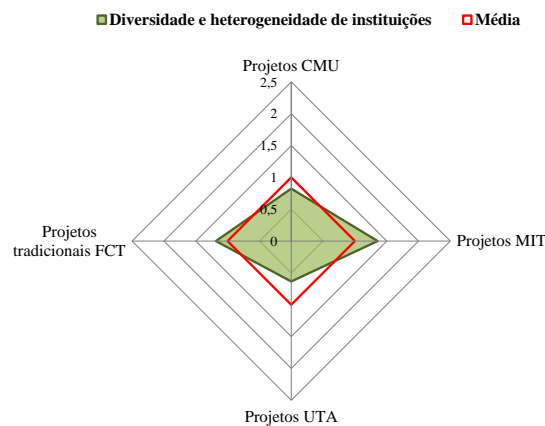 Diversidade e heterogeneidade de instituições Média
Projetos CMU
2,5
2
1,5
1
0,5
0
Projetos
tradicionais FCT
Projetos MIT
Projetos UTA